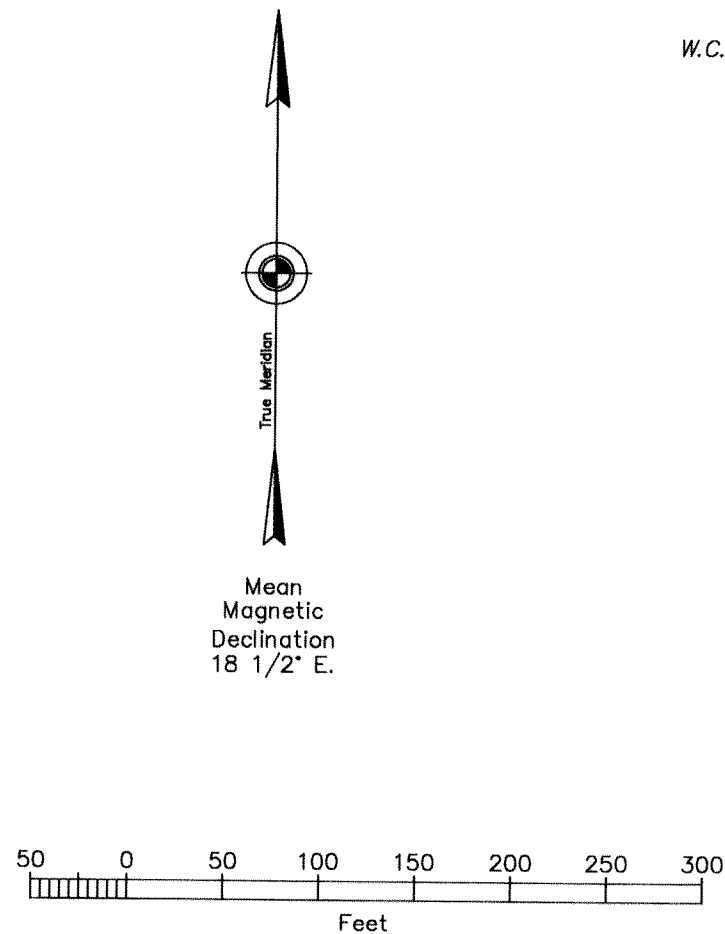 W.C.
True Meridian
Mean
Magnetic
Declination
18 1/2° E.
50 0 50 100 150 200 250 300
Feet